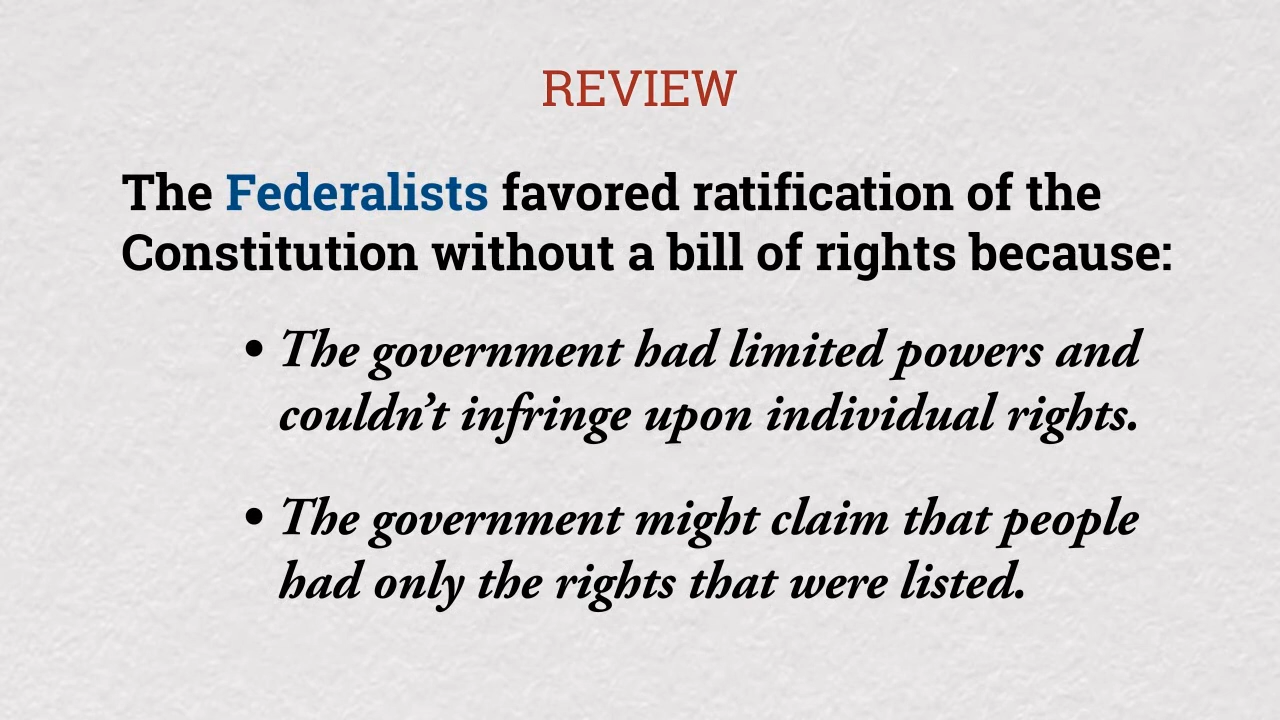 REVIEW
The Federalists favored ratification of the
Constitution without a bill of rights because:
• The government had limited powers and
couldn’t infringe upon individual rights.
• The government might claim that people
had only the rights that were listed.